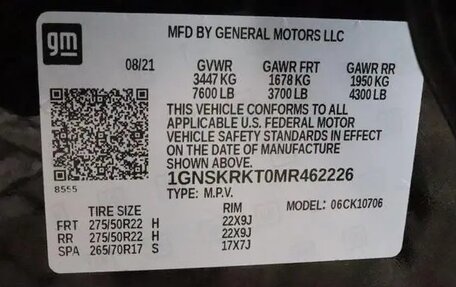 gm
MFD BY GENERAL MOTORS LLC
08/21 GVWR GAWR FRT GAWR RR
3447 KG 1678 KG 1950 KG
7600 LB 3700 LB 4300 LB
THIS VEHICLE CONFORMS TO ALL
APPLICABLE U.S. FEDERAL MOTOR
VEHICLE SAFETY STANDARDS IN EFFECT
ON THE DATE OF MANUFACTURE
SHOWN ABOVE.
8555 1GNSKRKT0MR462226
TYPE: M.P.V. MODEL: 06CK10706
TIRE SIZE RIM
FRT 275/50R22 H 22X9J
RR 275/50R22 H 22X9J
SPA 265/70R17 S 17X7J